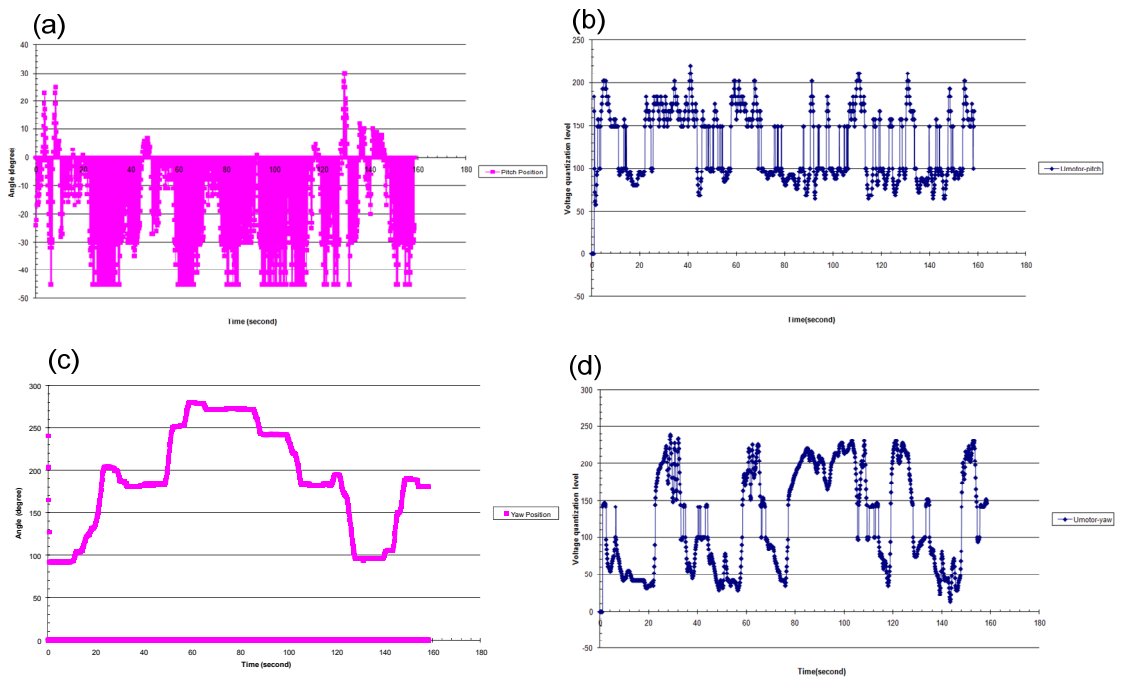 (a)
40
30
20
10
0
-10
-20
-30
-40
-50
0 20 40 60 80 100 120 140 160 180
Angle (degree)
Time (second)
Pitch Position
(b)
250
200
150
100
50
0
-50
0 20 40 60 80 100 120 140 160 180
Voltage quantization level
Time(second)
Umotor-pitch
(c)
300
250
200
150
100
50
0
0 20 40 60 80 100 120 140 160 180
Angle (degree)
Time (second)
Yaw Position
(d)
300
250
200
150
100
50
0
-50
0 20 40 60 80 100 120 140 160 180
Voltage quantization level
Time(second)
Umotor-yaw